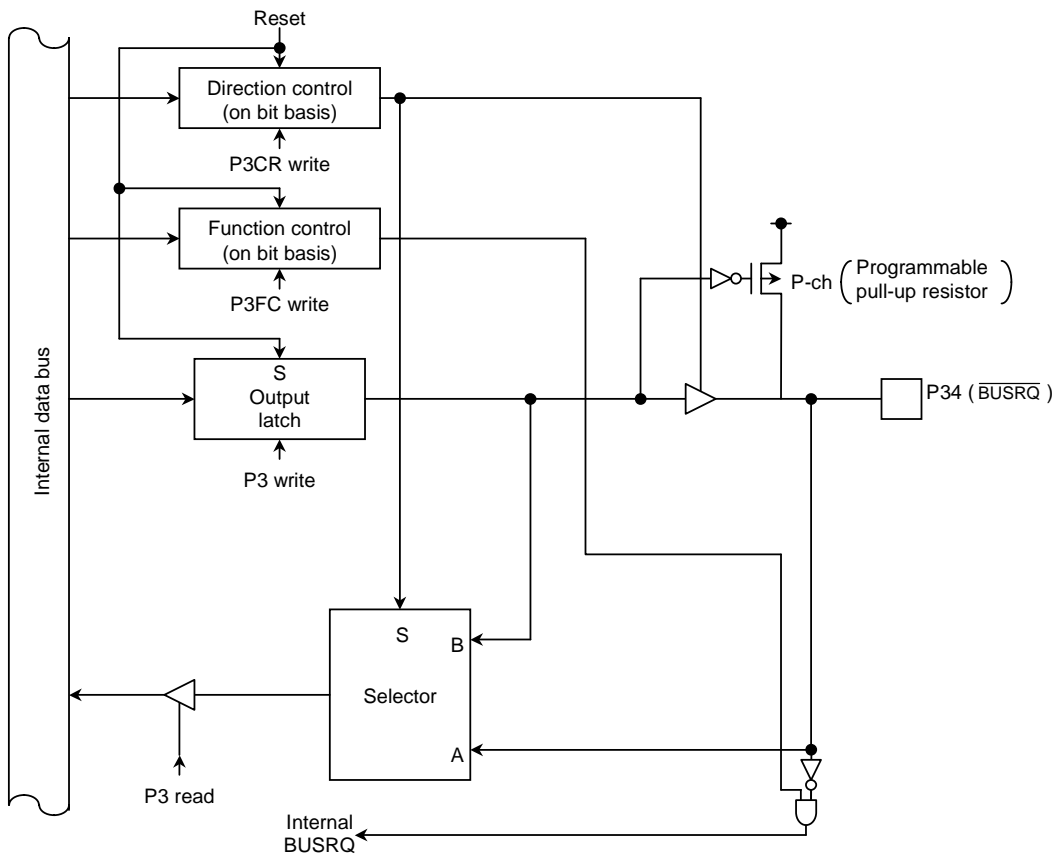 Reset
Direction control
(on bit basis)
P3CR write
Function control
(on bit basis)
P3FC write
P-ch (Programmable
pull-up resistor)
S
Output
latch
P3 write
P34 (BUSRQ)
Internal data bus
S
B
Selector
A
P3 read
Internal
BUSRQ